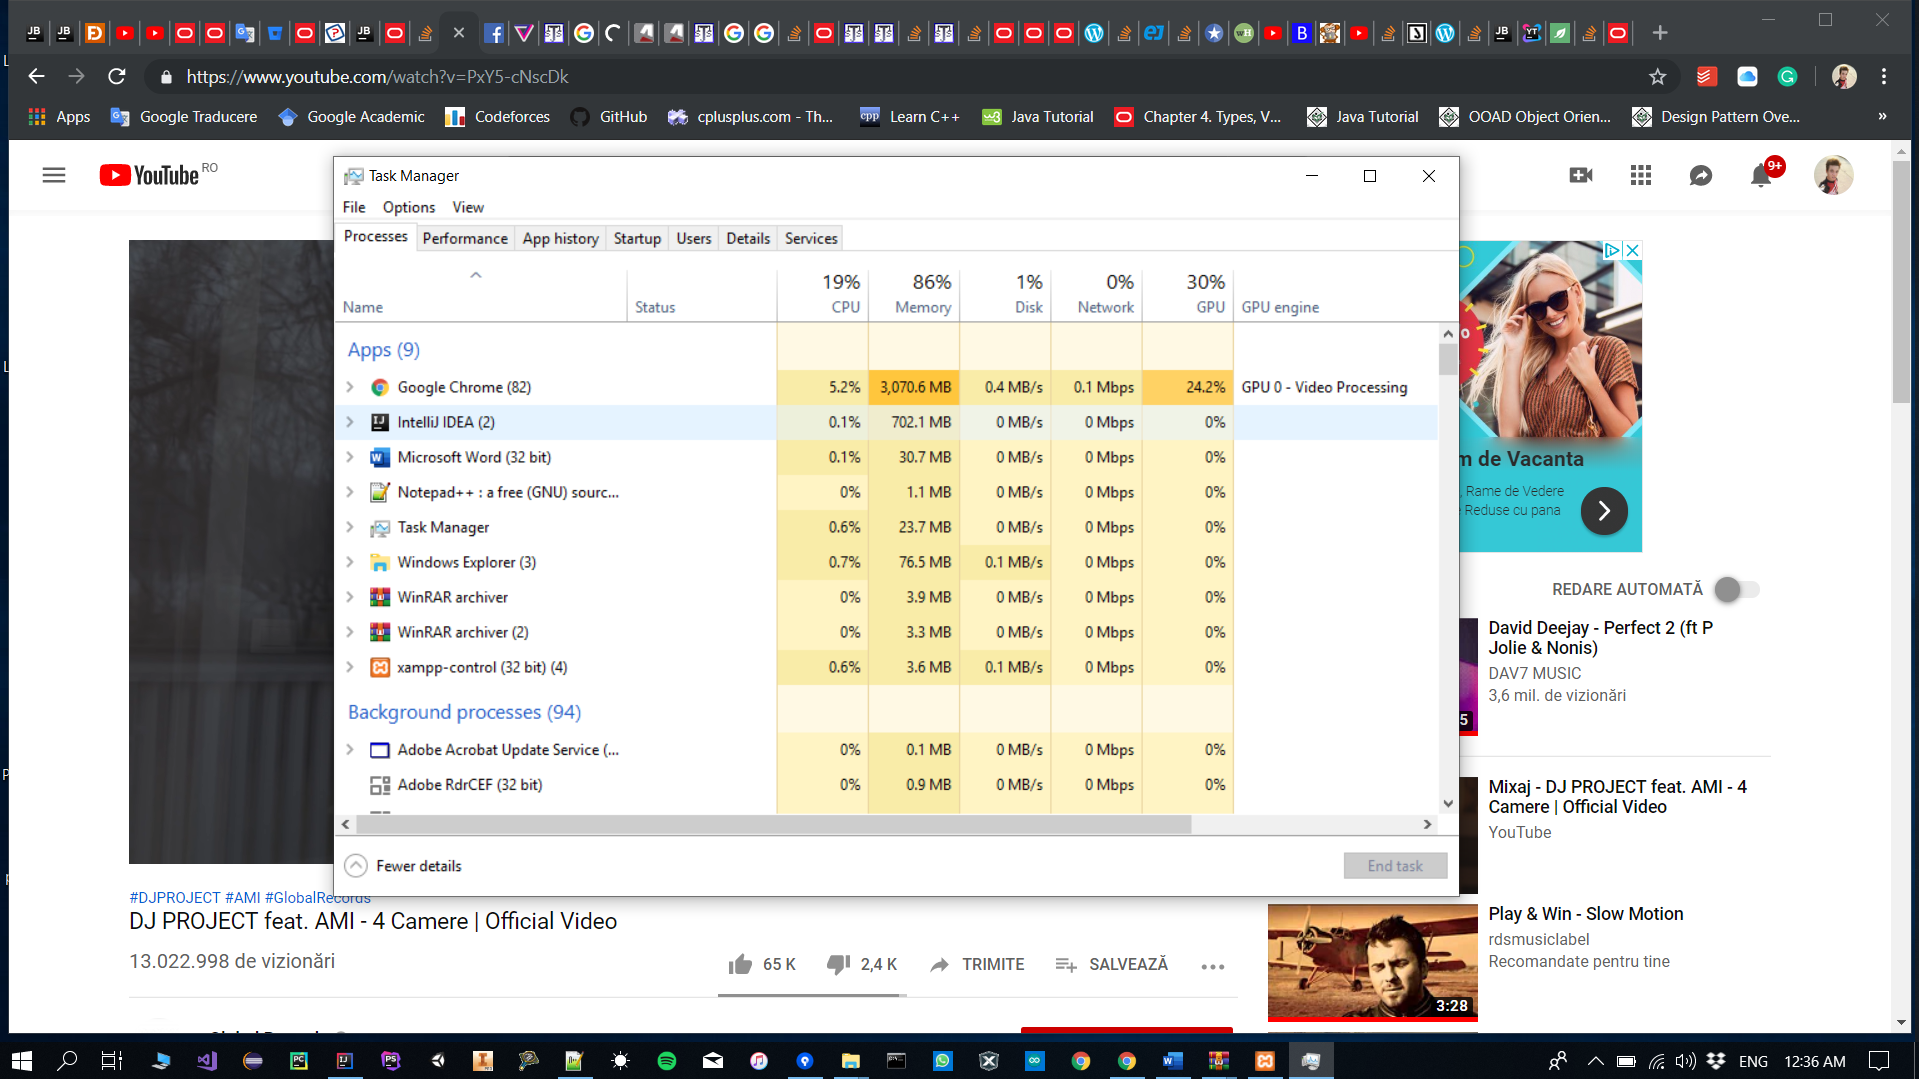 https://www.youtube.com/watch?v=PxY5-cNscDk
Apps
Google Traducere
Google Academic
Codeforces
GitHub
cplusplus.com - Th...
Learn C++
Java Tutorial
Chapter 4. Types, V...
Java Tutorial
OOAD Object Orien...
Design Pattern Ove...
»
YouTube RO
9+
Task Manager
File Options View
Processes Performance App history Startup Users Details Services
19% 86% 1% 0% 30%
Name Status CPU Memory Disk Network GPU GPU engine
Apps (9)
Google Chrome (82) 5.2% 3,070.6 MB 0.4 MB/s 0.1 Mbps 24.2% GPU 0 - Video Processing
IntelliJ IDEA (2) 0.1% 702.1 MB 0 MB/s 0 Mbps 0%
Microsoft Word (32 bit) 0.1% 30.7 MB 0 MB/s 0 Mbps 0%
Notepad++ : a free (GNU) sourc... 0% 1.1 MB 0 MB/s 0 Mbps 0%
Task Manager 0.6% 23.7 MB 0 MB/s 0 Mbps 0%
Windows Explorer (3) 0.7% 76.5 MB 0.1 MB/s 0 Mbps 0%
WinRAR archiver 0% 3.9 MB 0 MB/s 0 Mbps 0%
WinRAR archiver (2) 0% 3.3 MB 0 MB/s 0 Mbps 0%
xampp-control (32 bit) (4) 0.6% 3.6 MB 0.1 MB/s 0 Mbps 0%
Background processes (94)
Adobe Acrobat Update Service (... 0% 0.1 MB 0 MB/s 0 Mbps 0%
Adobe RdrCEF (32 bit) 0% 0.9 MB 0 MB/s 0 Mbps 0%
Fewer details
End task
m de Vacanta
, Rame de Vedere
Reduse cu pana
REDARE AUTOMATĂ
David Deejay - Perfect 2 (ft P
Jolie & Nonis)
DAV7 MUSIC
3,6 mil. de vizionări
5
Mixaj - DJ PROJECT feat. AMI - 4
Camere | Official Video
YouTube
Play & Win - Slow Motion
rdsmusiclabel
Recomandate pentru tine
3:28
#DJPROJECT #AMI #GlobalRecords
DJ PROJECT feat. AMI - 4 Camere | Official Video
13.022.998 de vizionări
65 K
2,4 K
TRIMITE
SALVEAZĂ
ENG
12:36 AM